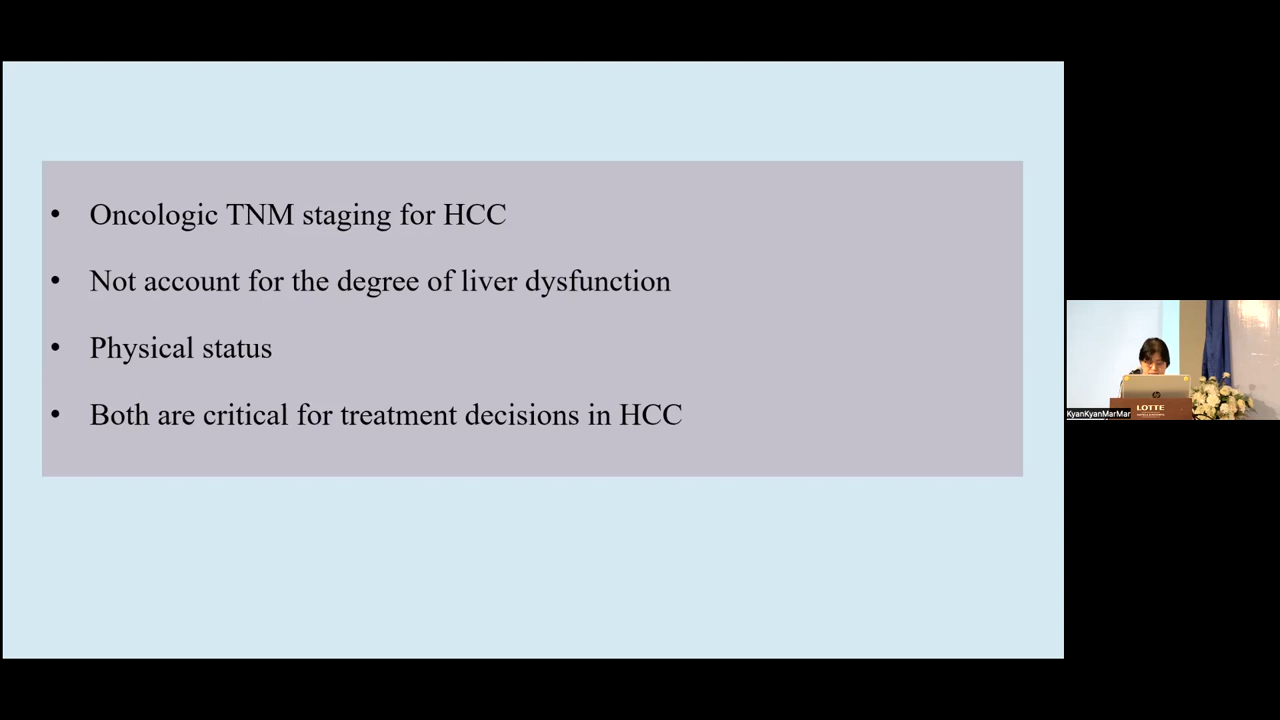 • Oncologic TNM staging for HCC
• Not account for the degree of liver dysfunction
• Physical status
• Both are critical for treatment decisions in HCC
KyanKyanMarMar
LOTTE